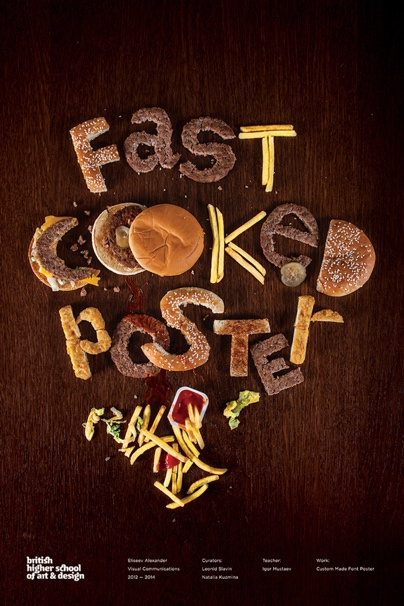 Fast
cooked
poster
british
higher school
of art & design
Eliseev Alexander
Visual Communications
2012 — 2014
Curators:
Leonid Slavin
Natalia Kuzmina
Teacher:
Igor Mustaev
Work:
Custom Made Font Poster